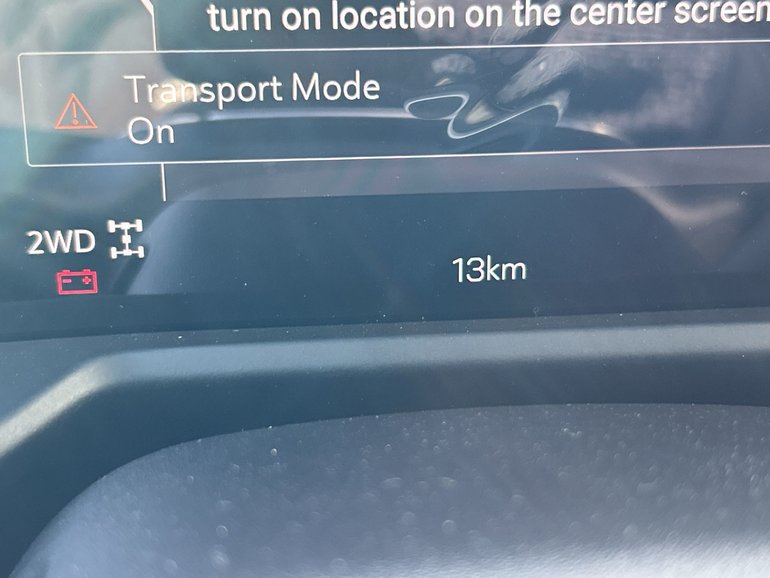 turn on location on the center screen
Transport Mode
On
2WD
13km